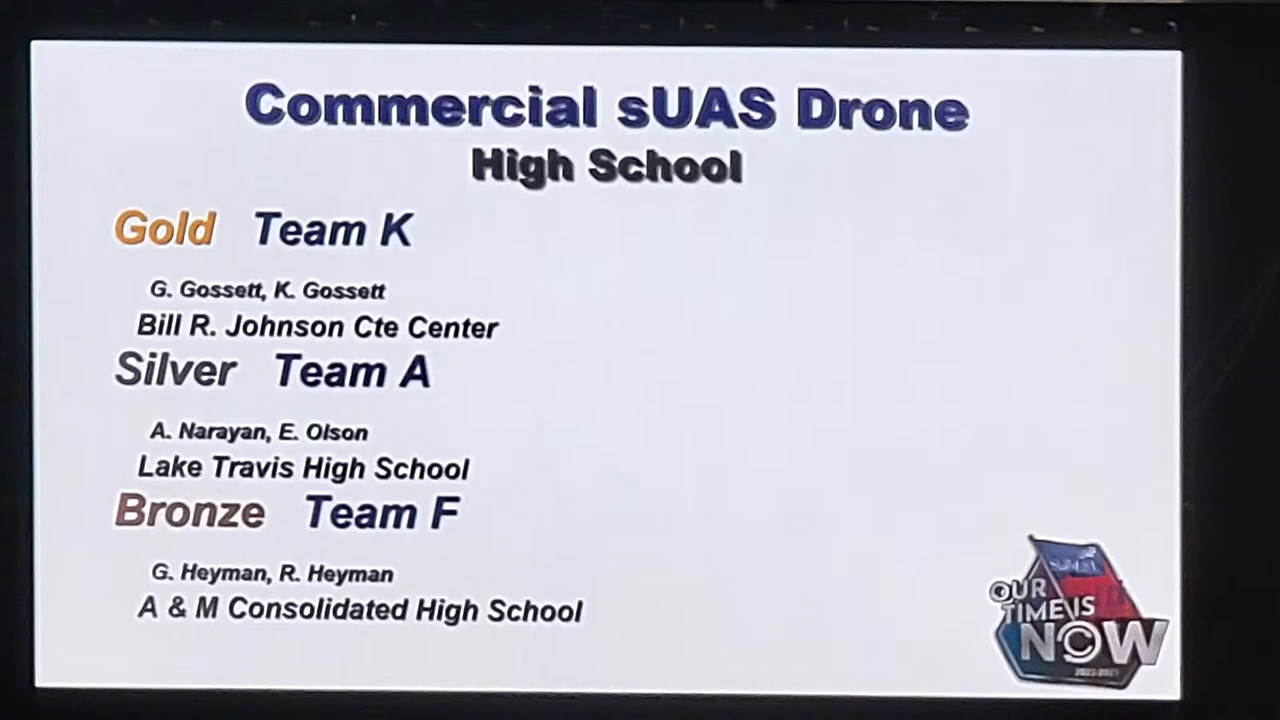 Commercial sUAS Drone
High School
Gold Team K
G. Gossett, K. Gossett
Bill R. Johnson Cte Center
Silver Team A
A. Narayan, E. Olson
Lake Travis High School
Bronze Team F
G. Heyman, R. Heyman
A & M Consolidated High School
OUR
TIME IS
NOW